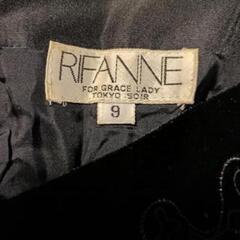 RIFANNE
FOR GRACE LADY
TOKYO SOIR
9